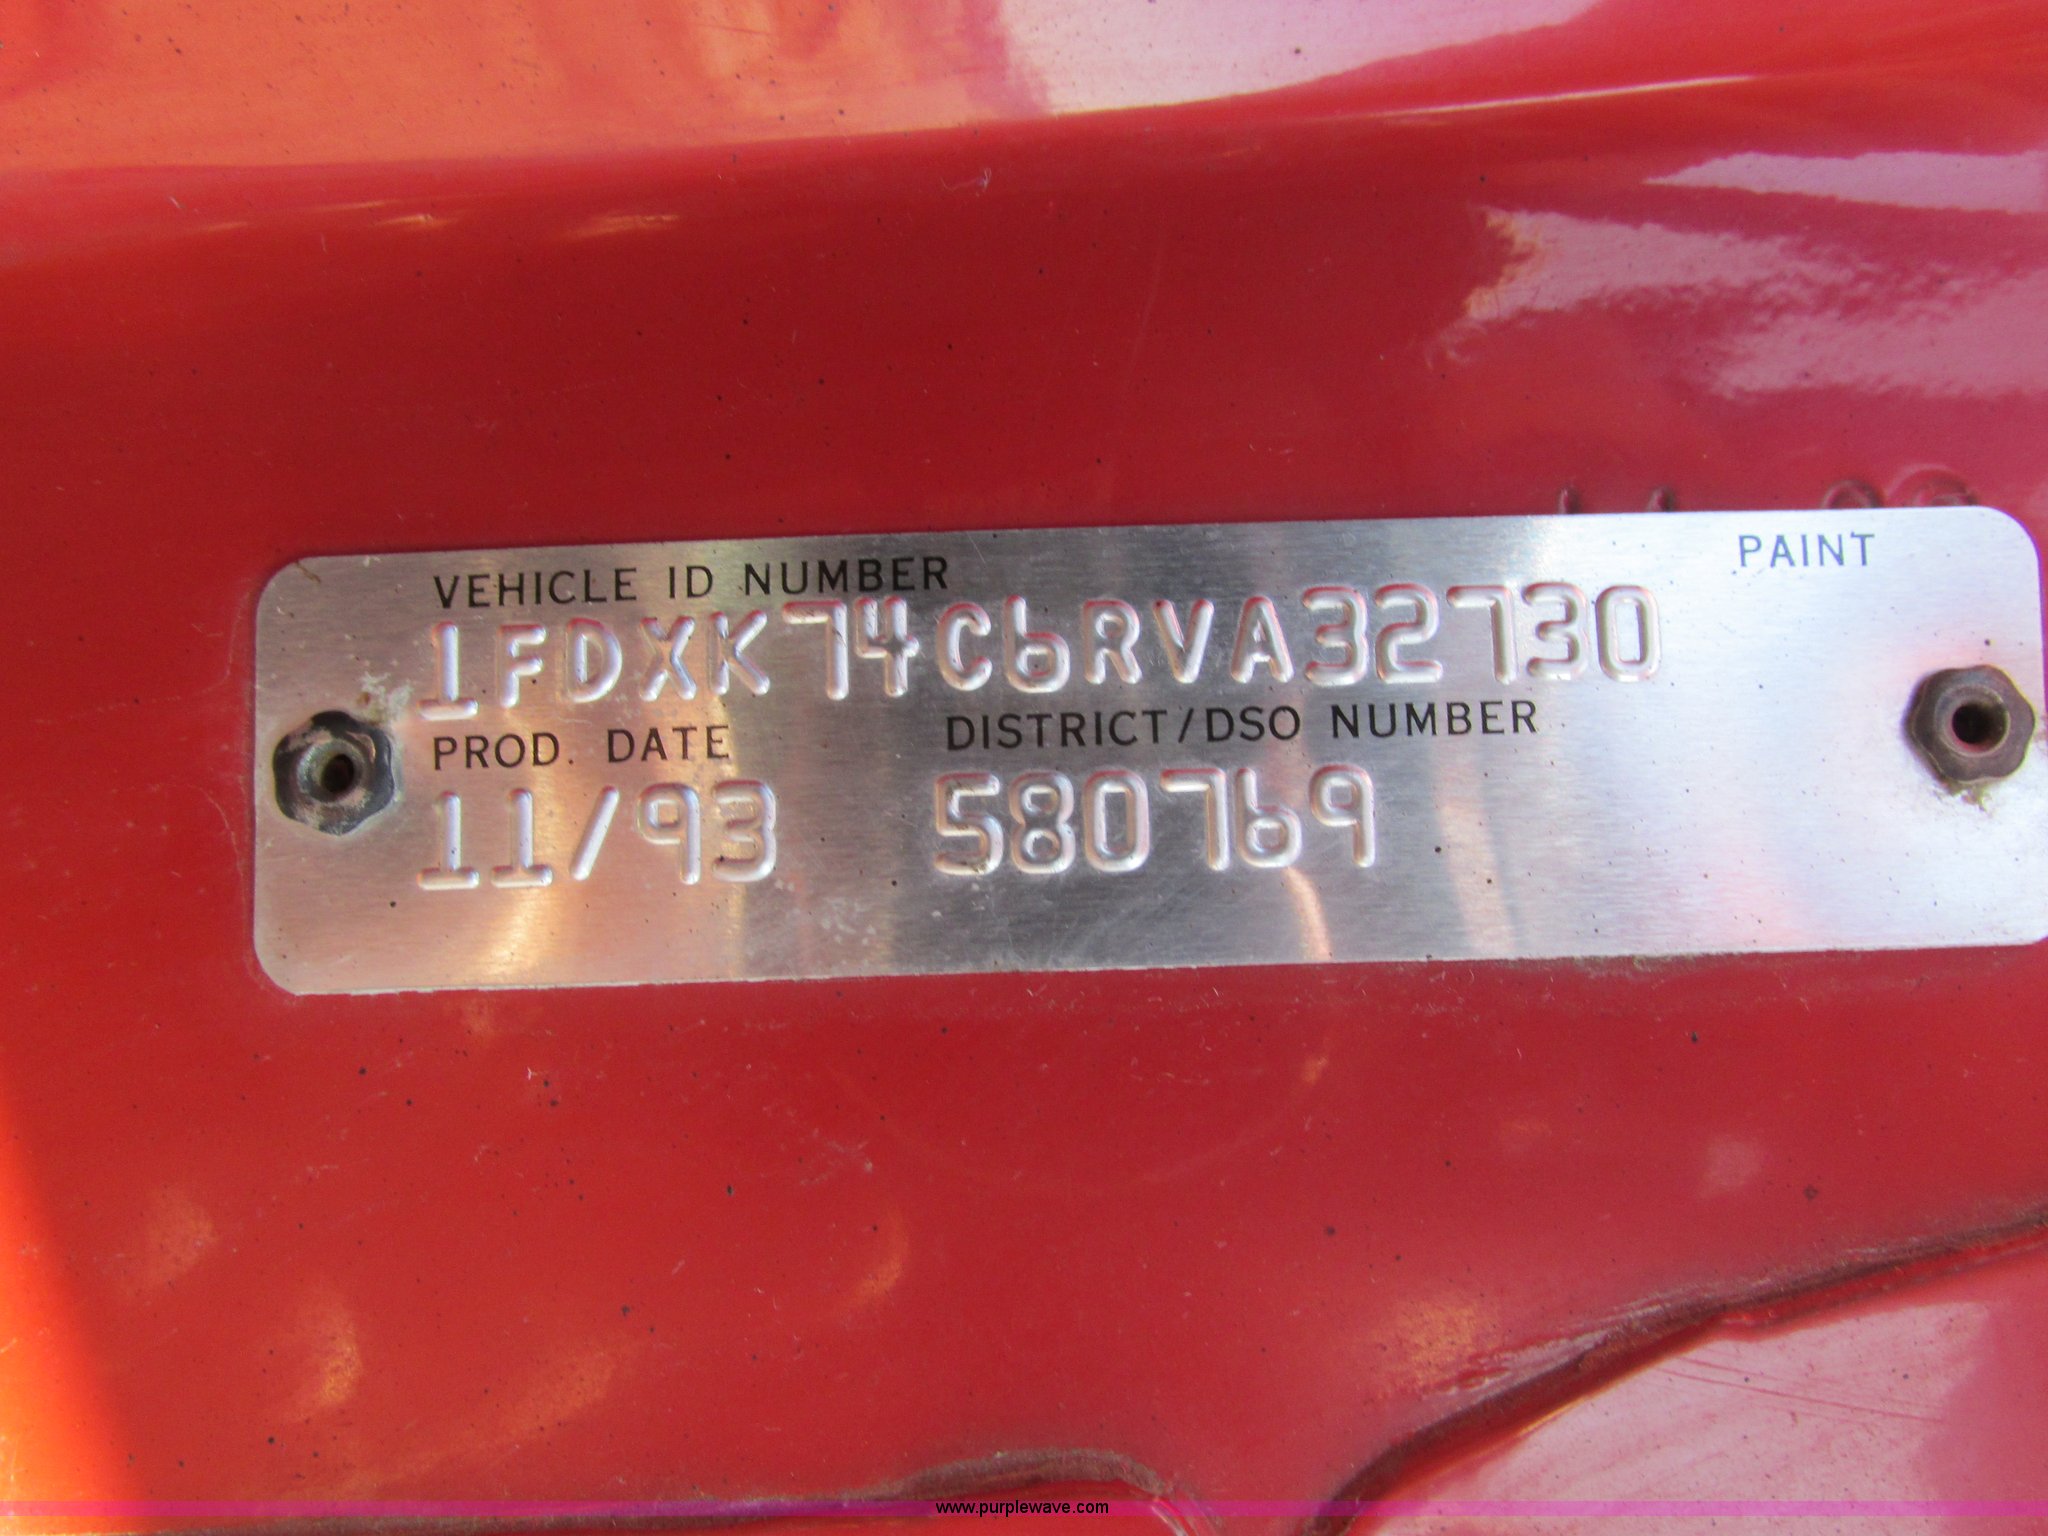 VEHICLE ID NUMBER PAINT
1FDXK74C6RVA32730
PROD. DATE DISTRICT/DSO NUMBER
11/93 580769
www.purplewave.com